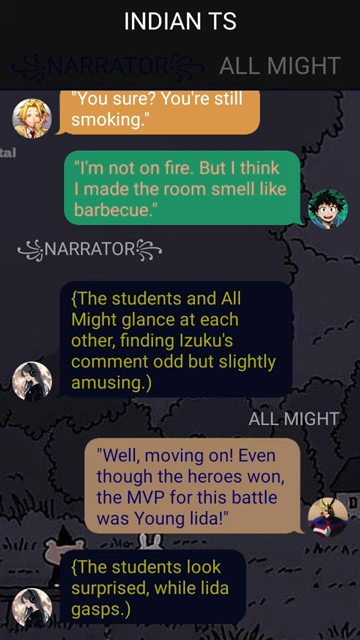 INDIAN TS
꧁NARRATOR꧂ ALL MIGHT
"You sure? You're still
smoking."
tal
"I'm not on fire. But I think
I made the room smell like
barbecue."
꧁NARRATOR꧂
{The students and All
Might glance at each
other, finding Izuku's
comment odd but slightly
amusing.)
ALL MIGHT
"Well, moving on! Even
though the heroes won,
the MVP for this battle
was Young Iida!"
{The students look
surprised, while Iida
gasps.)